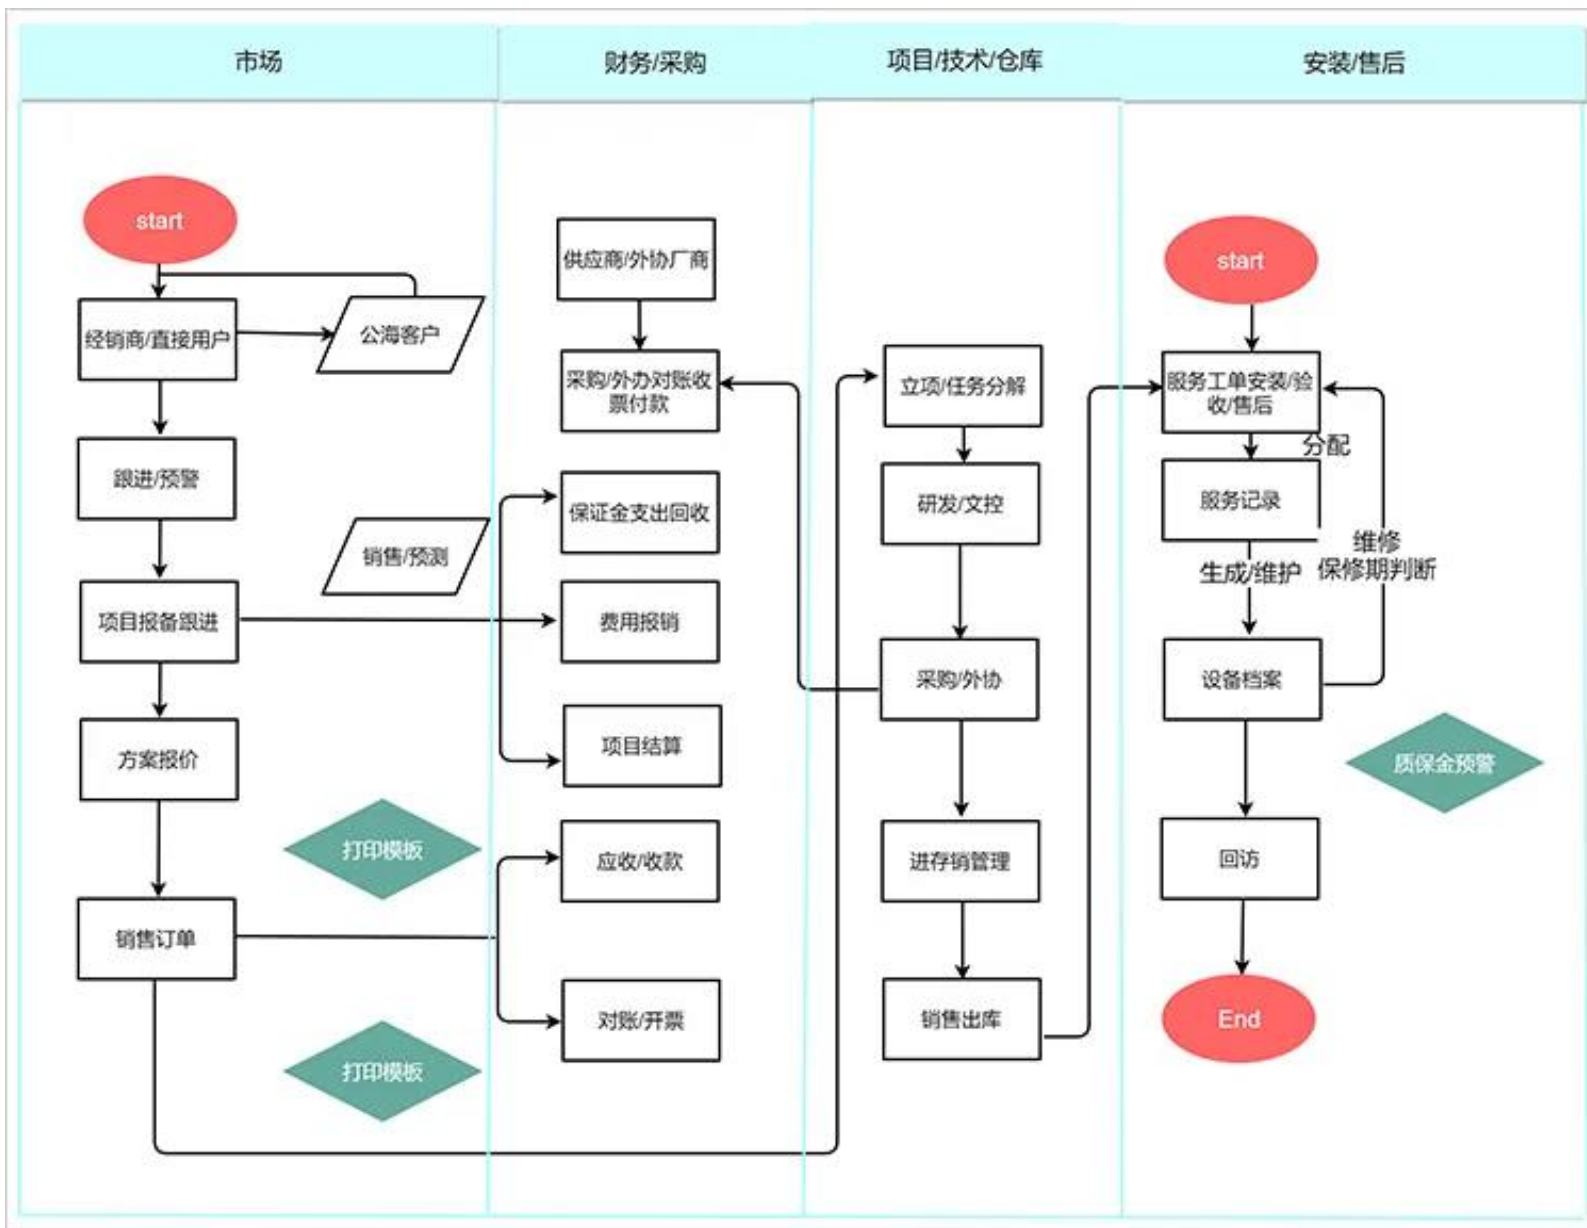 市场
财务/采购
项目/技术/仓库
安装/售后
start
经销商/直接用户
公海客户
跟进/预警
销售/预测
项目报备跟进
方案报价
打印模板
销售订单
打印模板
供应商/外协厂商
采购/外办对账收
票付款
保证金支出回收
费用报销
项目结算
应收/收款
对账/开票
立项/任务分解
研发/文控
采购/外协
进存销管理
销售出库
start
服务工单安装/验
收/售后
分配
服务记录
生成/维护
维修
保修期判断
设备档案
质保金预警
回访
End